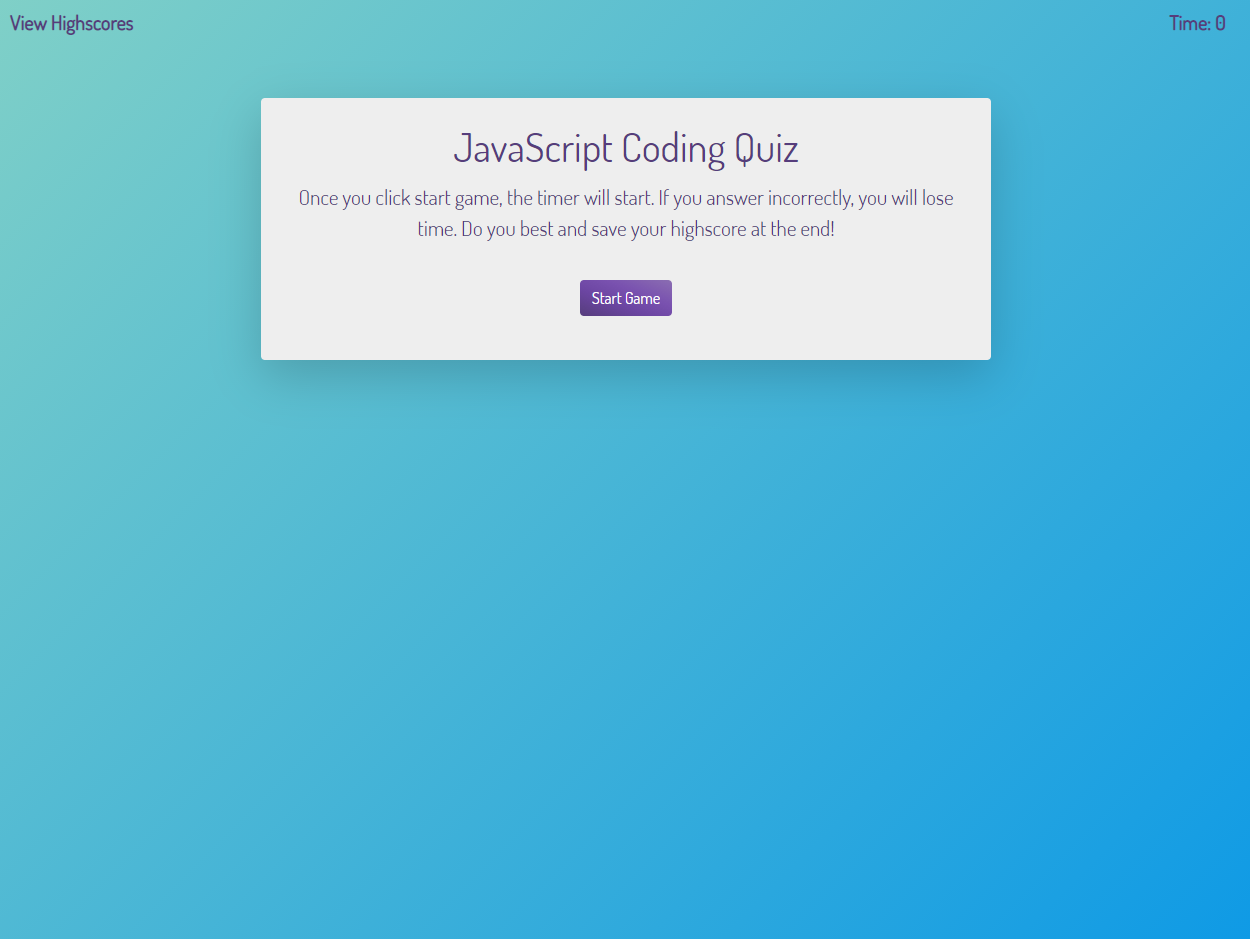 View Highscores
Time: 0
JavaScript Coding Quiz
Once you click start game, the timer will start. If you answer incorrectly, you will lose
time. Do you best and save your highscore at the end!
Start Game